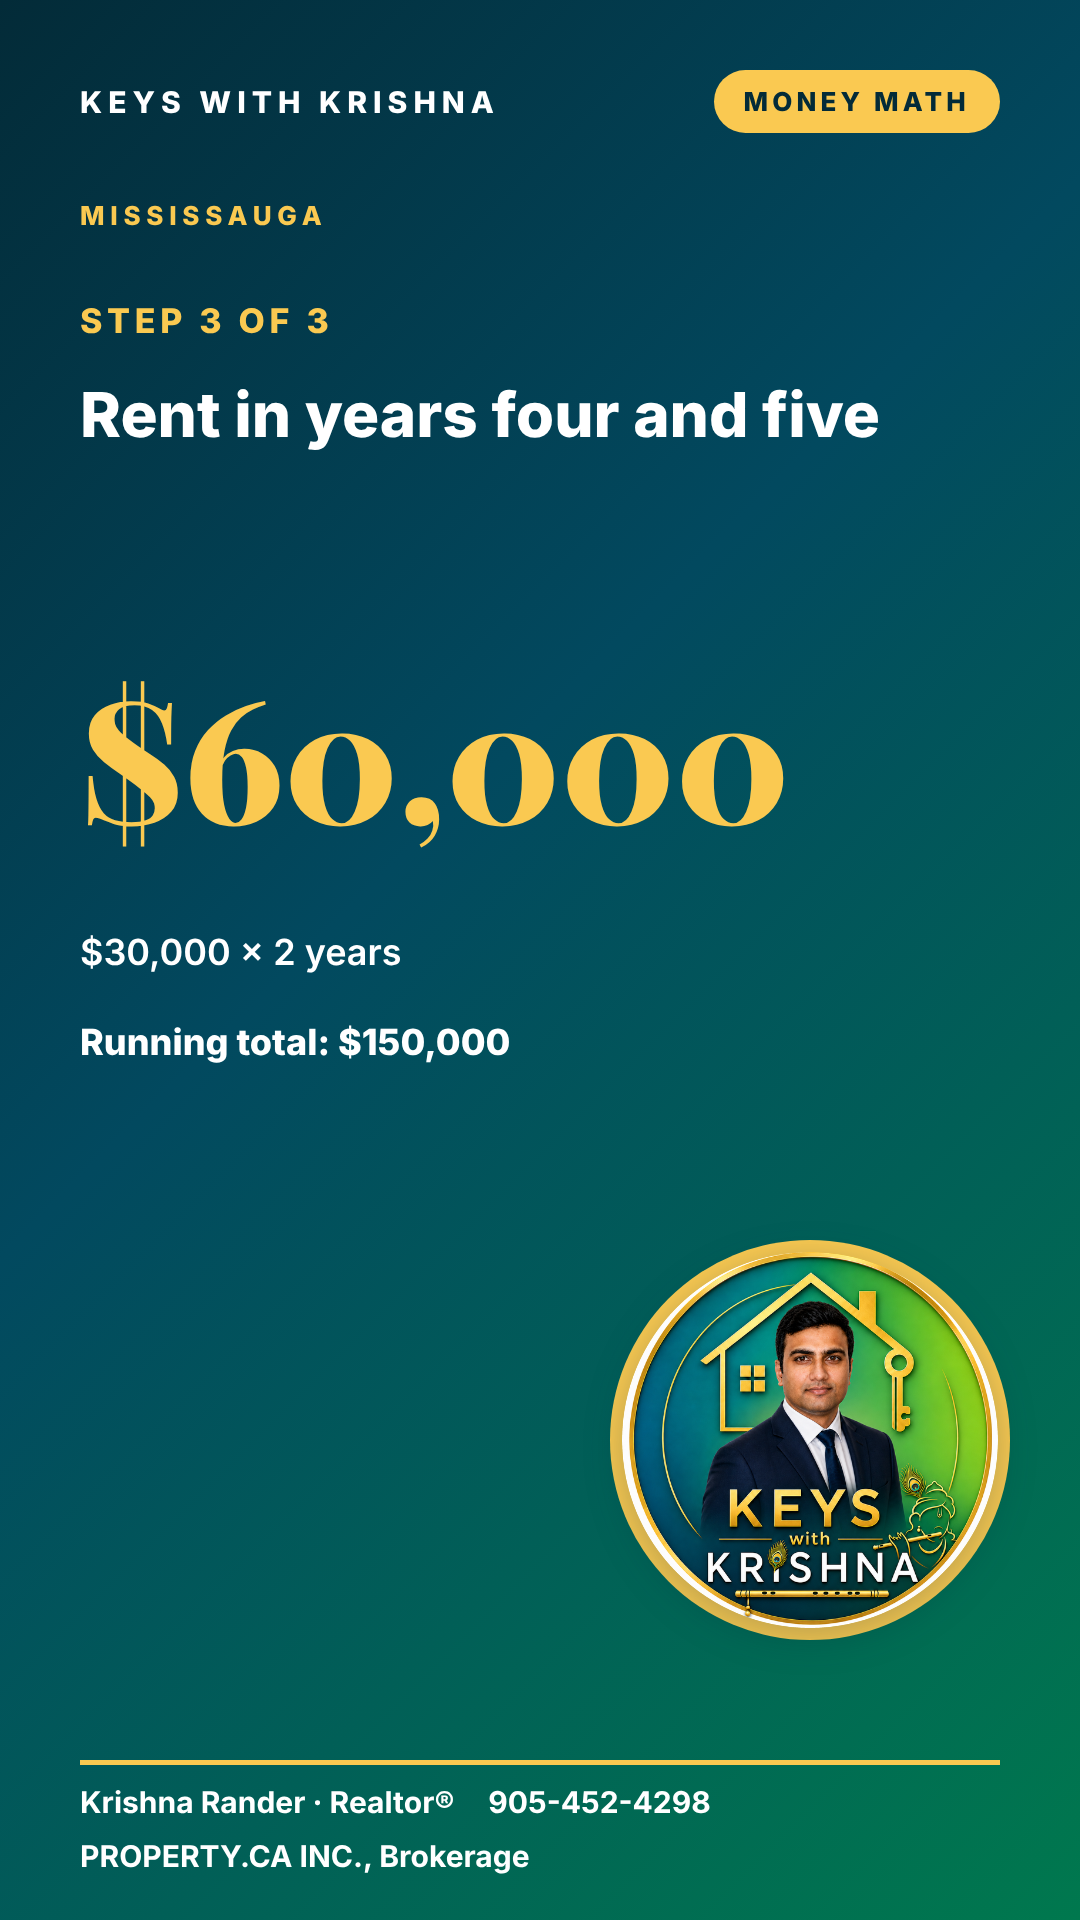 KEYS WITH KRISHNA
MONEY MATH
MISSISSAUGA
STEP 3 OF 3
Rent in years four and five
$60,000
$30,000 × 2 years
Running total: $150,000
KEYS
with
KRISHNA
Krishna Rander · Realtor® 905-452-4298
PROPERTY.CA INC., Brokerage